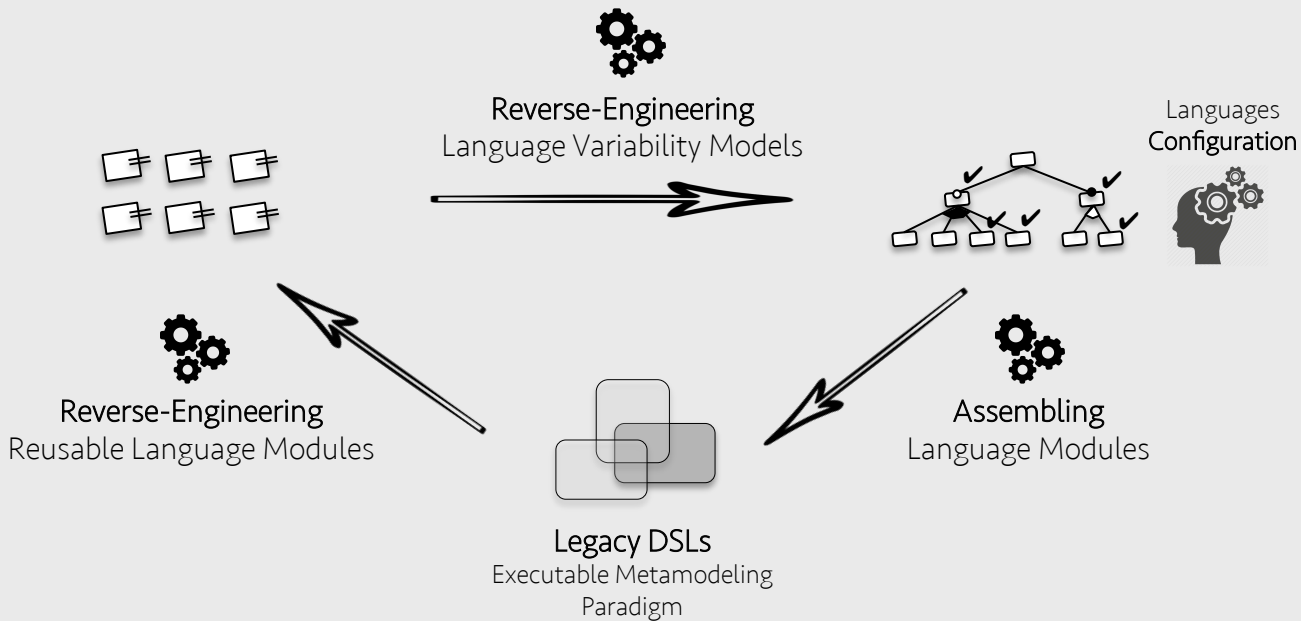 Reverse-Engineering
Language Variability Models
Languages
Configuration
Reverse-Engineering
Reusable Language Modules
Assembling
Language Modules
Legacy DSLs
Executable Metamodeling
Paradigm